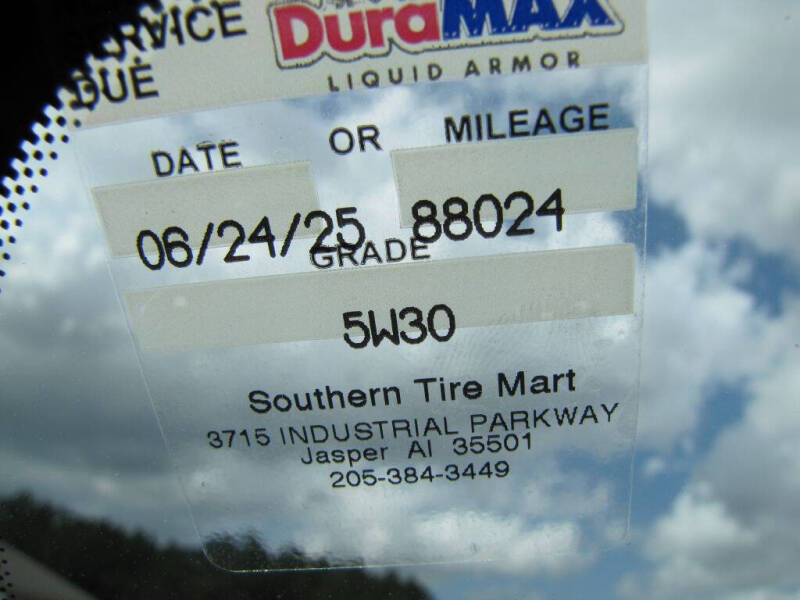 SERVICE
DUE
DuraMAX
LIQUID ARMOR
DATE OR MILEAGE
06/24/25 88024
GRADE
5W30
Southern Tire Mart
3715 INDUSTRIAL PARKWAY
Jasper Al 35501
205-384-3449